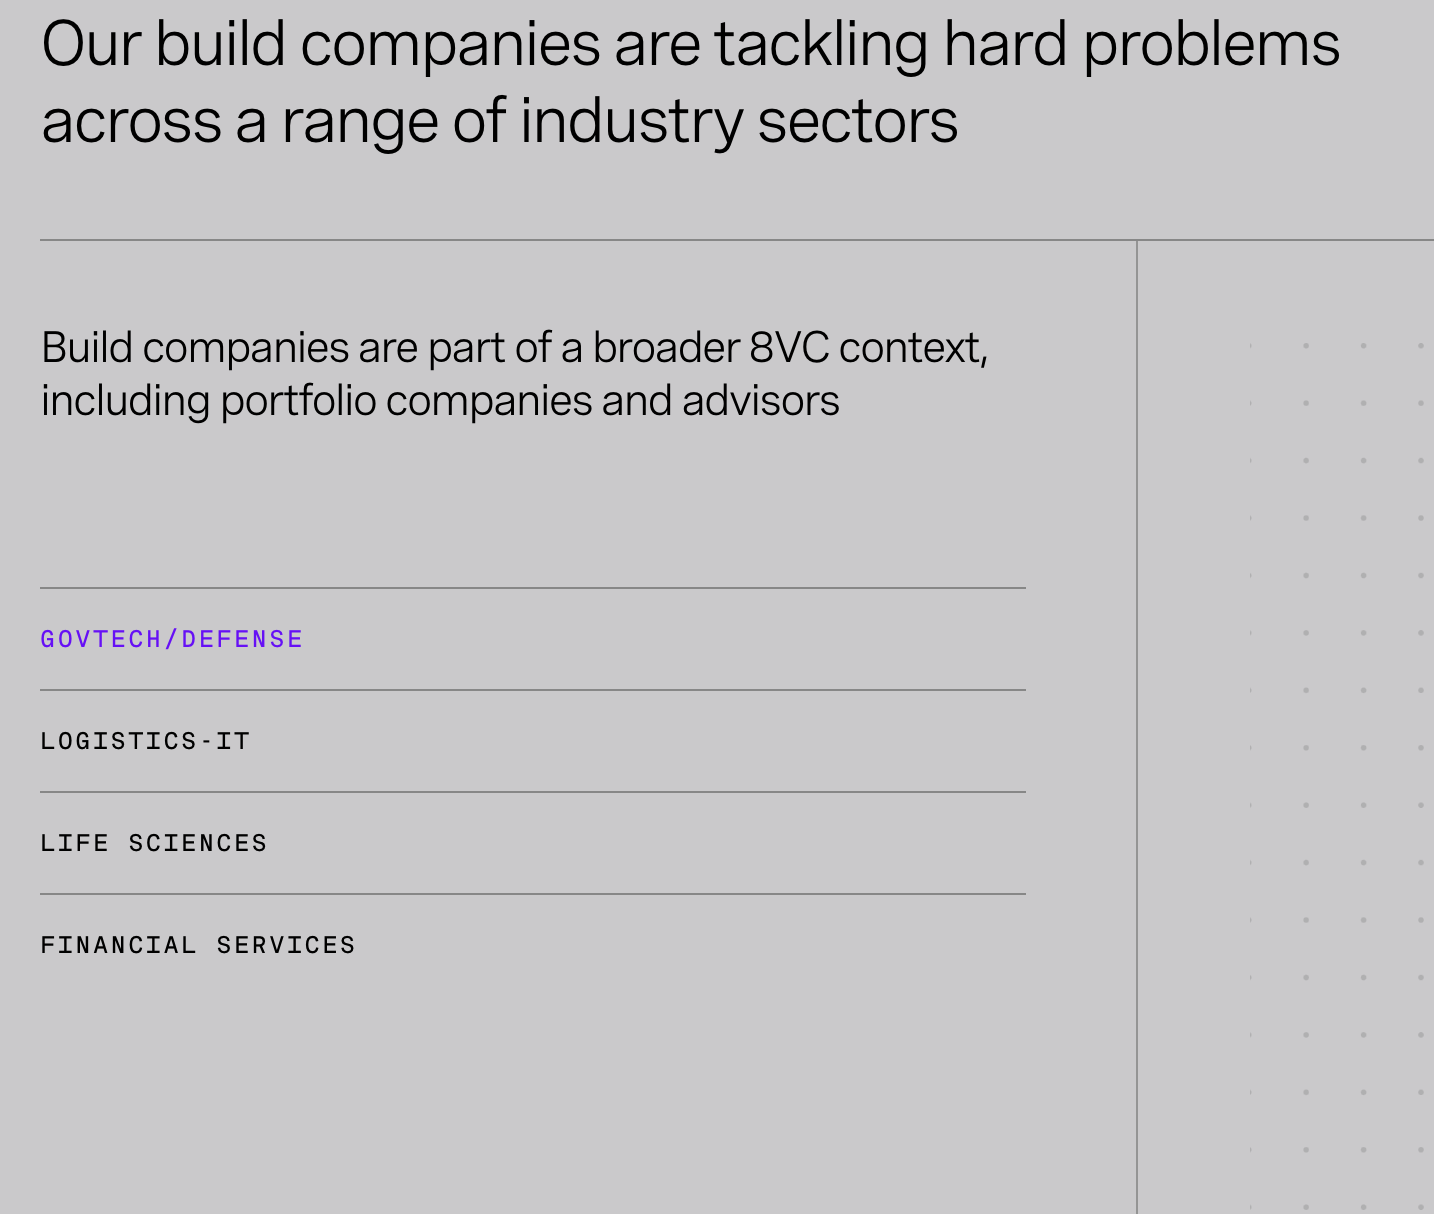 Our build companies are tackling hard problems
across a range of industry sectors
Build companies are part of a broader 8VC context,
including portfolio companies and advisors
GOVTECH/DEFENSE
LOGISTICS-IT
LIFE SCIENCES
FINANCIAL SERVICES